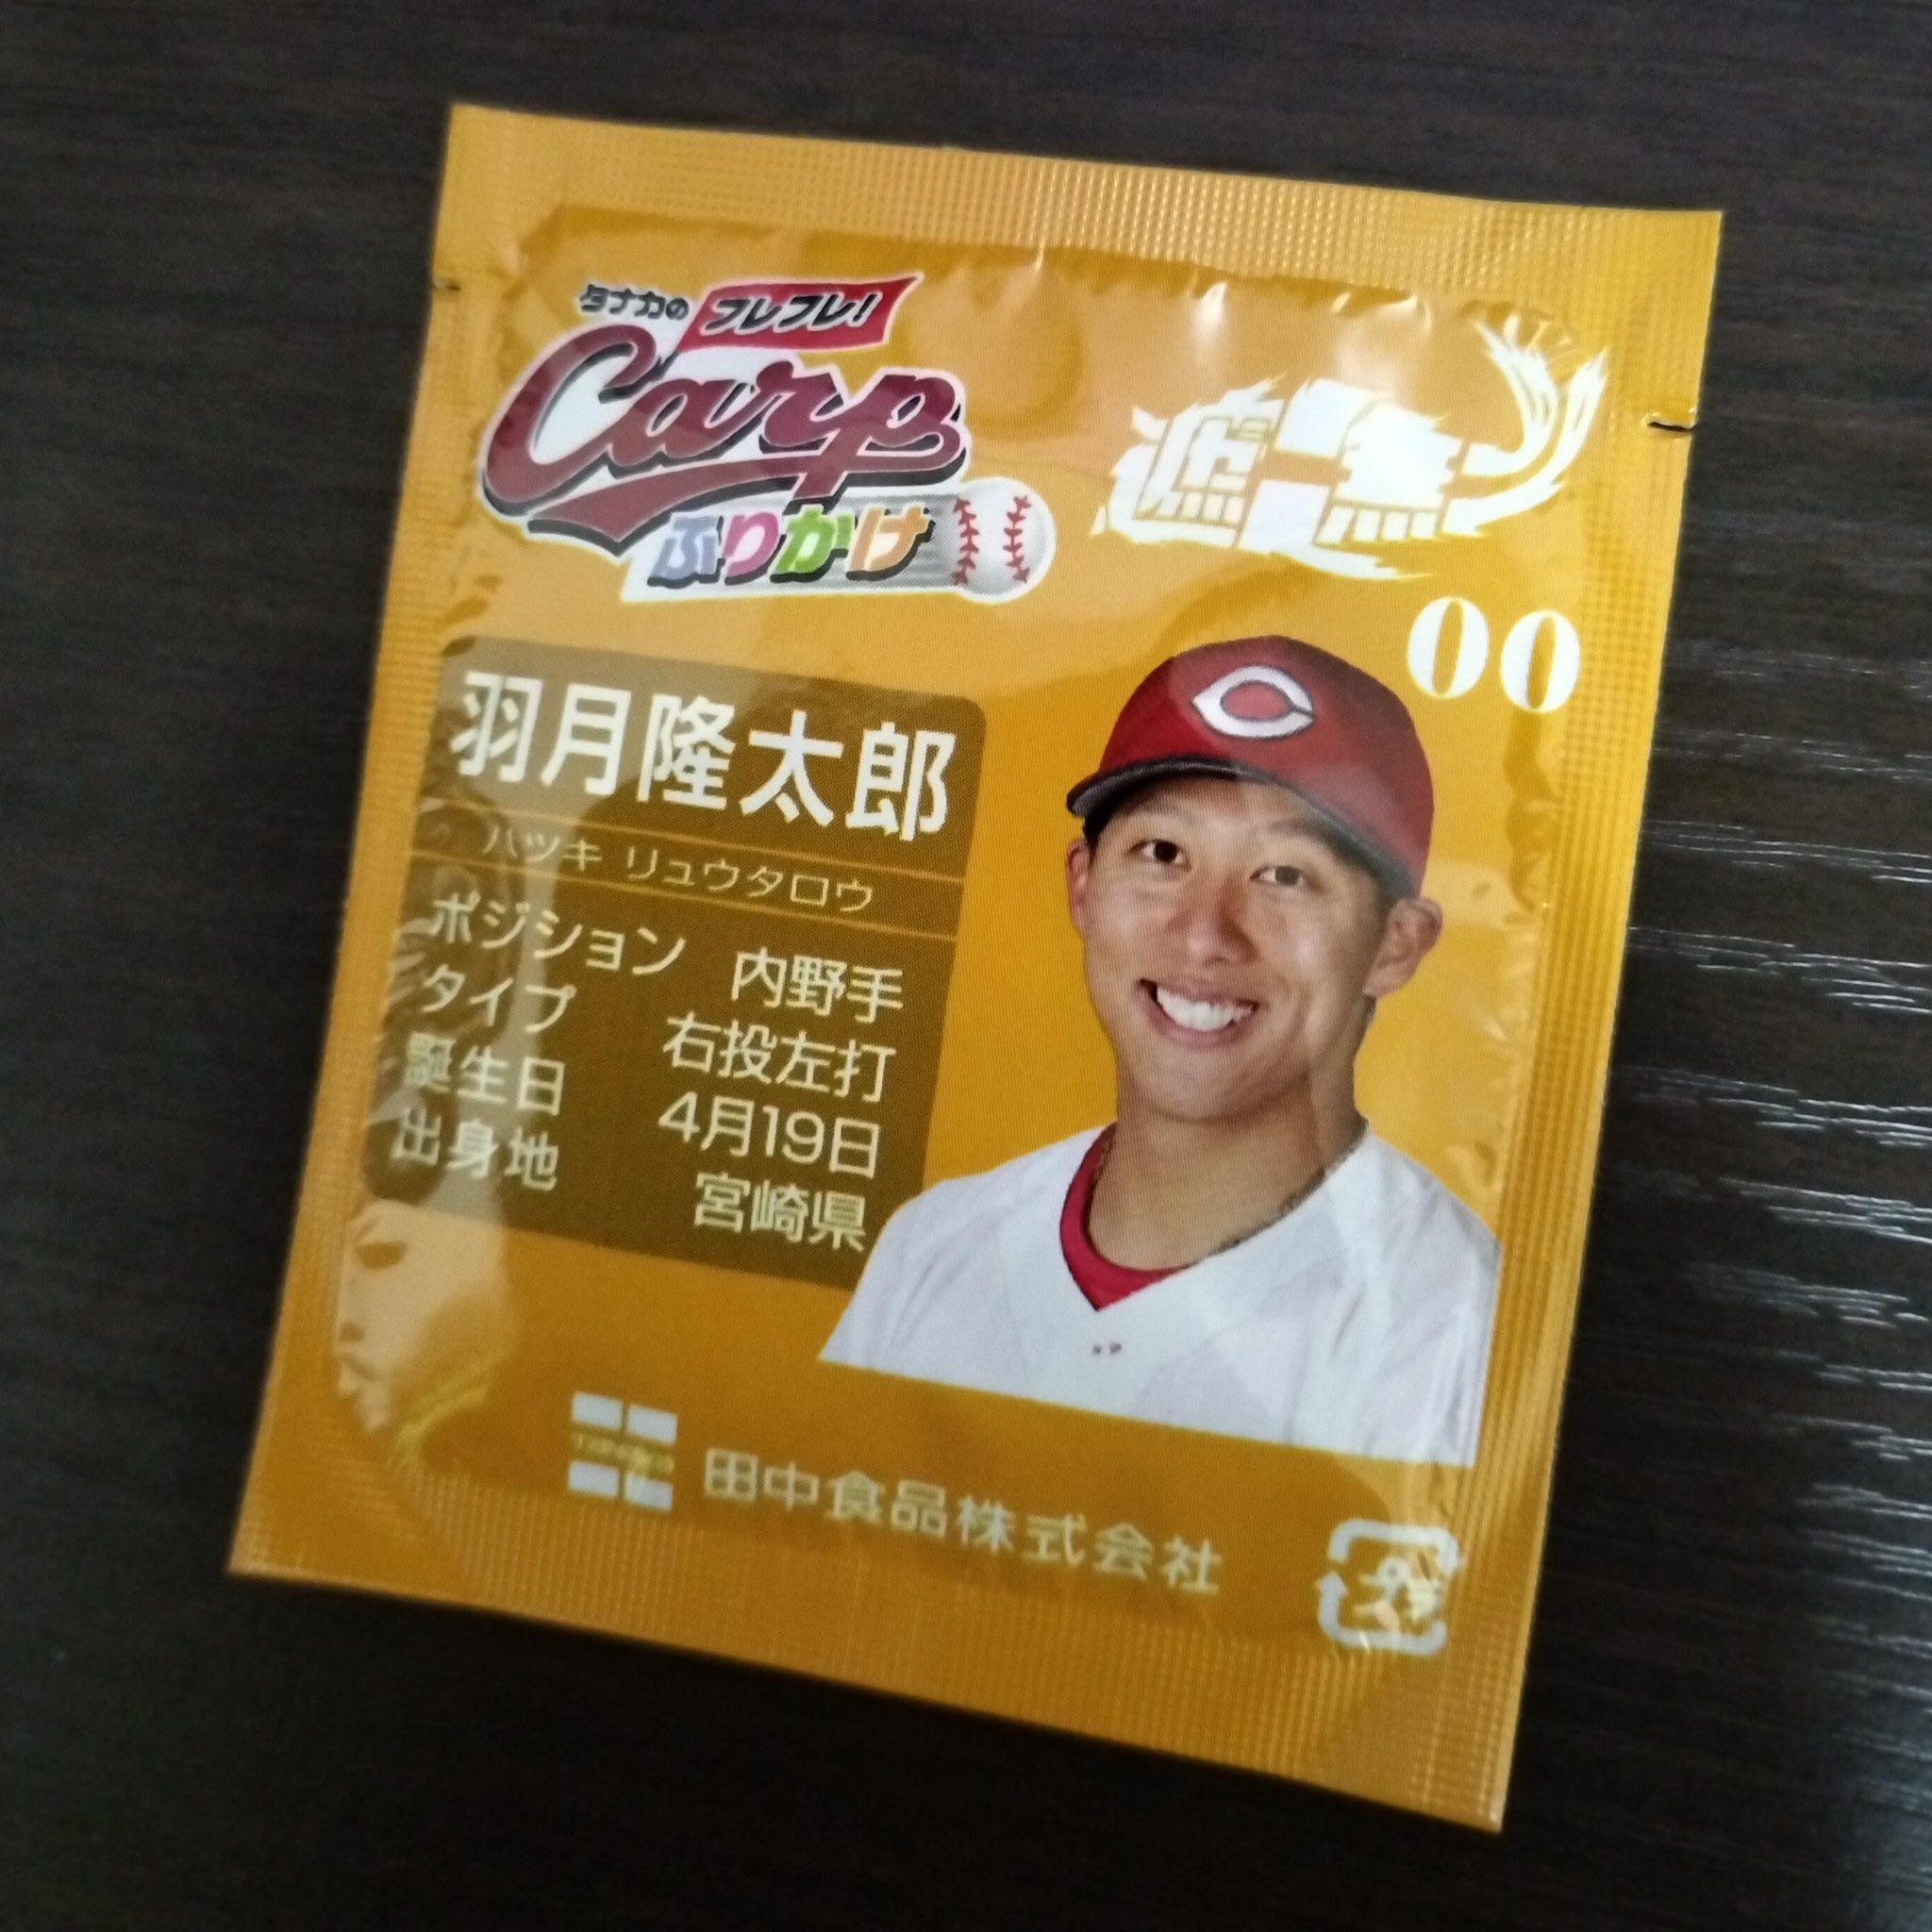 タナカの フレフレ!
Carp
ふりかけ
00
羽月隆太郎
ハツキ リュウタロウ
ポジション 内野手
タイプ 右投左打
誕生日 4月19日
出身地 宮崎県
田中食品株式会社
プラ